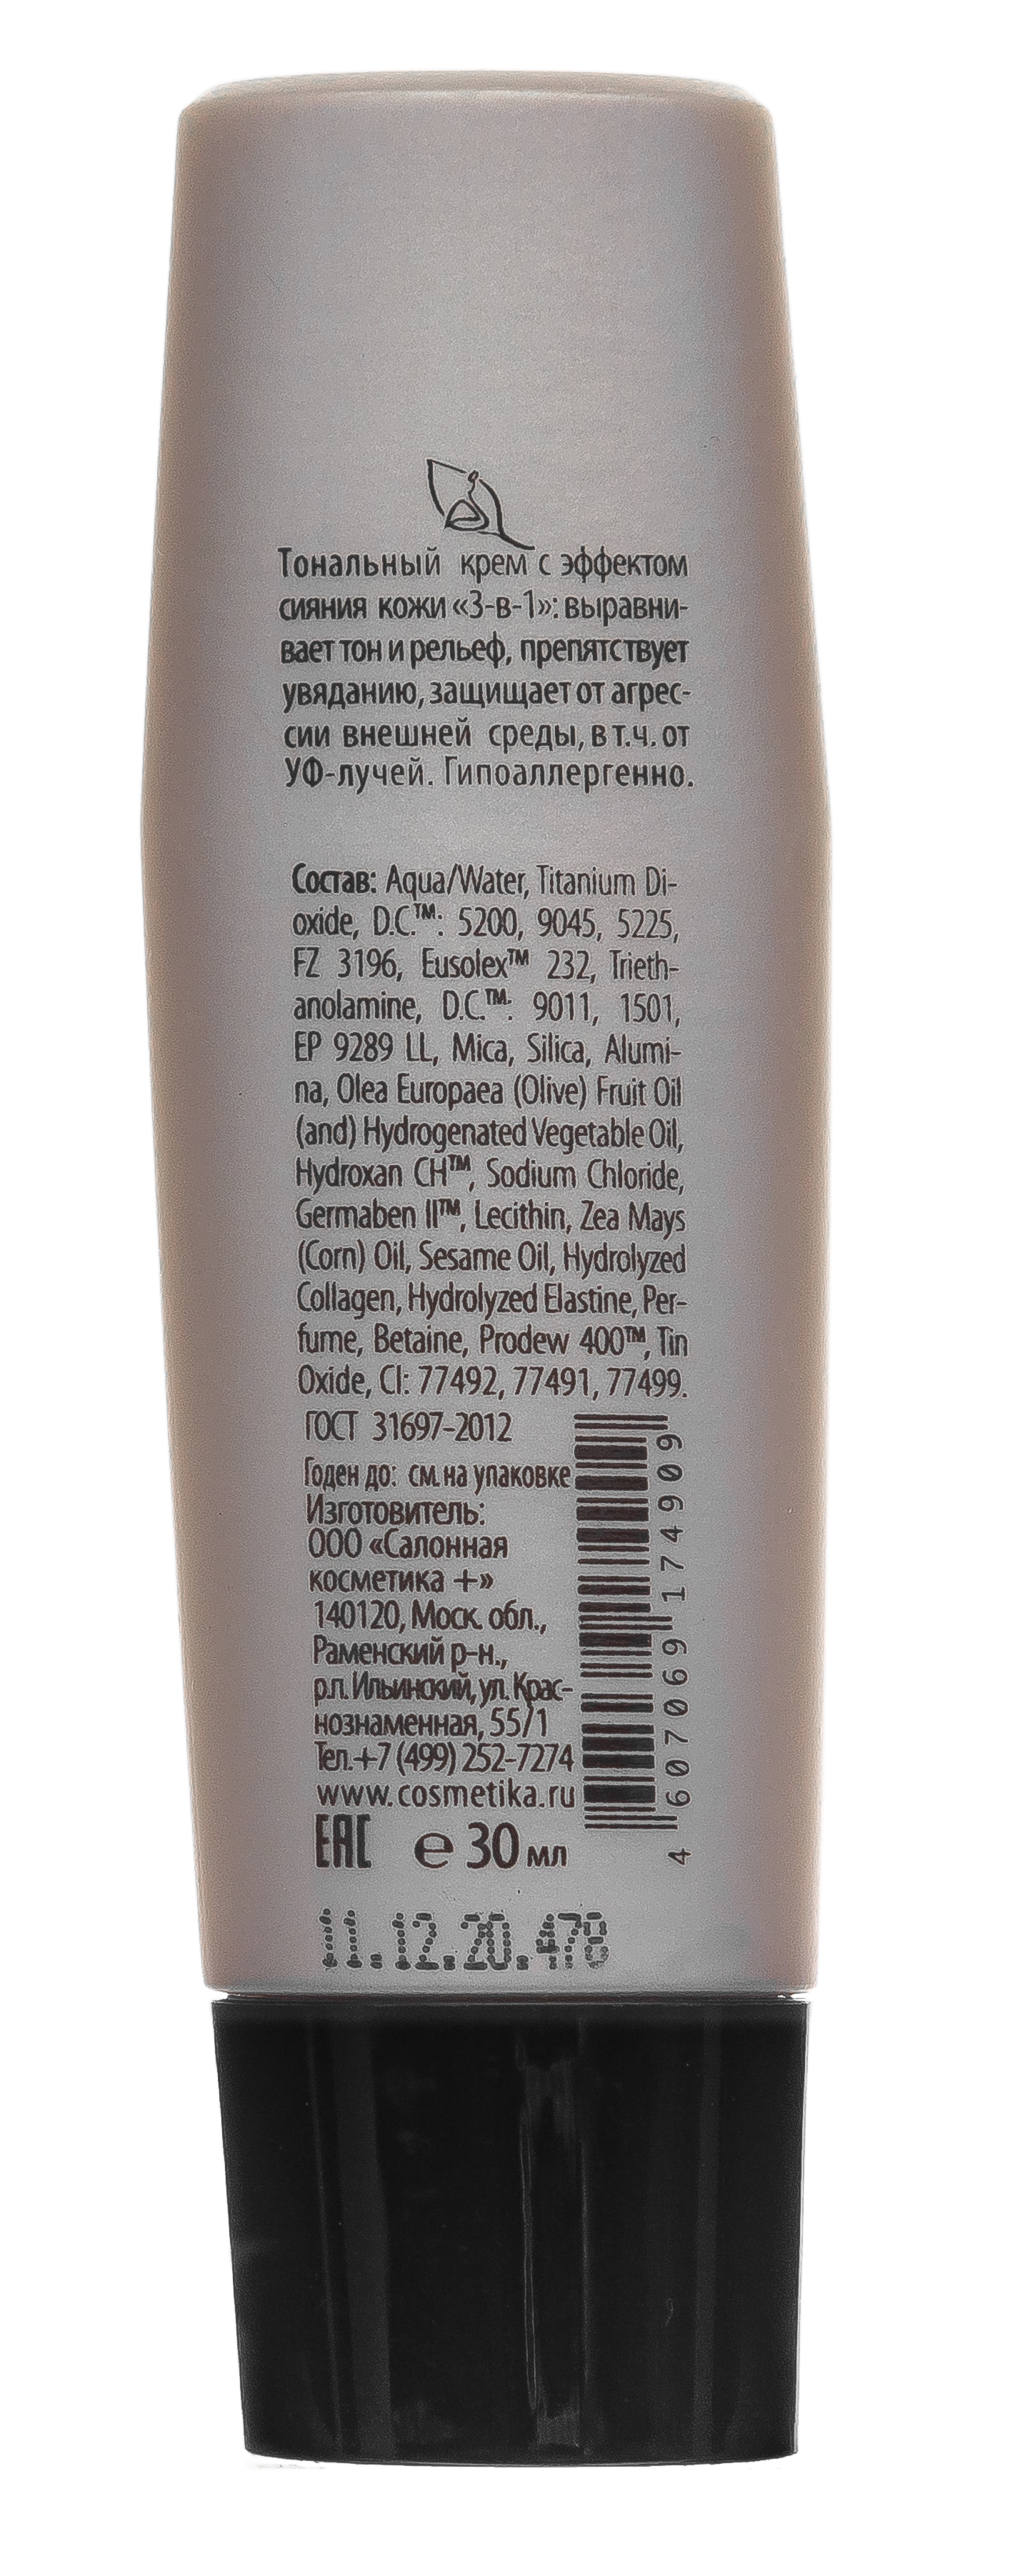 Тональный крем с эффектом
сияния кожи «3-в-1»: выравни-
вает тон и рельеф, препятствует
увяданию, защищает от агрес-
сии внешней среды, в т.ч. от
УФ-лучей. Гипоаллергенно.
Состав: Aqua/Water, Titanium Di-
oxide, D.C.™: 5200, 9045, 5225,
FZ 3196, Eusolex™ 232, Trieth-
anolamine, D.C.™: 9011, 1501,
EP 9289 LL, Mica, Silica, Alumi-
na, Olea Europaea (Olive) Fruit Oil
(and) Hydrogenated Vegetable Oil,
Hydroxan CH™, Sodium Chloride,
Germaben II™, Lecithin, Zea Mays
(Corn) Oil, Sesame Oil, Hydrolyzed
Collagen, Hydrolyzed Elastine, Per-
fume, Betaine, Prodew 400™, Tin
Oxide, CI: 77492, 77491, 77499.
ГОСТ 31697-2012
Годен до: см. на упаковке
Изготовитель:
ООО «Салонная
косметика +»
140120, Моск. обл.,
Раменский р-н.,
р.п. Ильинский, ул. Крас-
нознаменная, 55/1
Тел.+7 (499) 252-7274
www.cosmetika.ru
EAC e 30 мл
4 607069 174909
11.12.20.478